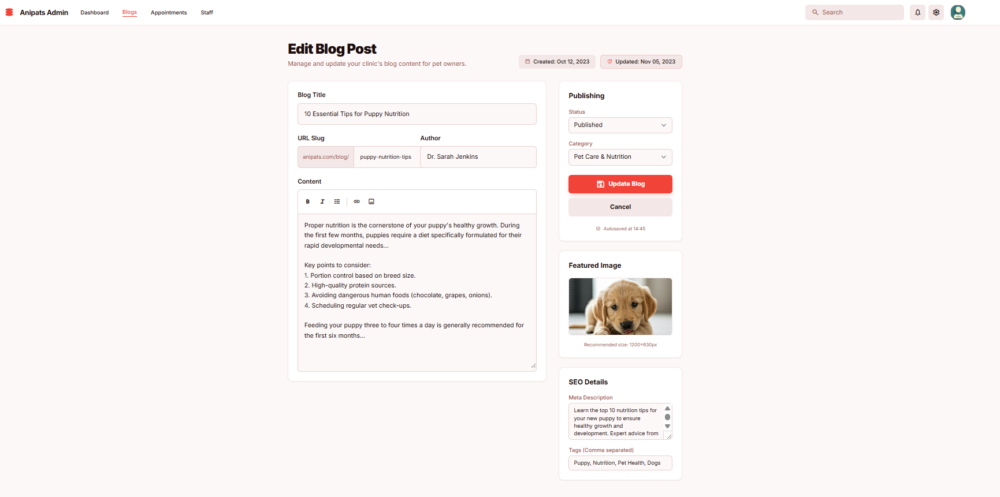 Anipats Admin
Dashboard
Blogs
Appointments
Staff
Search
Edit Blog Post
Manage and update your clinic's blog content for pet owners.
Created: Oct 12, 2023
Updated: Nov 05, 2023
Blog Title
10 Essential Tips for Puppy Nutrition
URL Slug
Author
anipats.com/blog/
puppy-nutrition-tips
Dr. Sarah Jenkins
Content
B I
Proper nutrition is the cornerstone of your puppy's healthy growth. During
the first few months, puppies require a diet specifically formulated for their
rapid developmental needs...
Key points to consider:
1. Portion control based on breed size.
2. High-quality protein sources.
3. Avoiding dangerous human foods (chocolate, grapes, onions).
4. Scheduling regular vet check-ups.
Feeding your puppy three to four times a day is generally recommended for
the first six months...
Publishing
Status
Published
Category
Pet Care & Nutrition
Update Blog
Cancel
Autosaved at 14:45
Featured Image
Recommended size: 1200×630px
SEO Details
Meta Description
Learn the top 10 nutrition tips for
your new puppy to ensure
healthy growth and
development. Expert advice from
Tags (Comma separated)
Puppy, Nutrition, Pet Health, Dogs